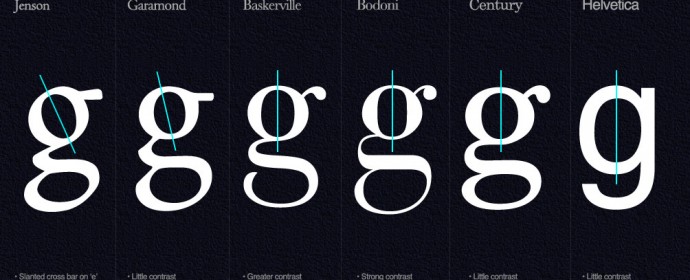 Jenson
Garamond
Baskerville
Bodoni
Century
Helvetica
g
g
g
g
g
g
• Slanted cross bar on 'e'
• Little contrast
• Greater contrast
• Strong contrast
• Little contrast
• Little contrast